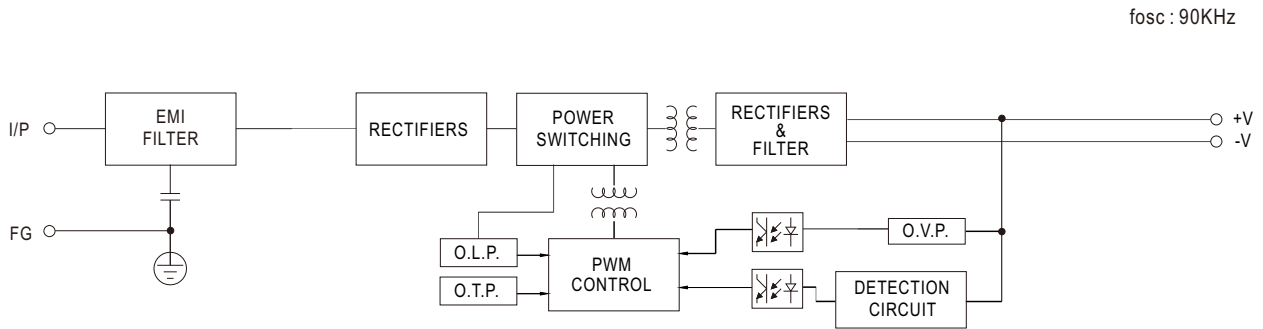 fosc : 90KHz
I/P
EMI
FILTER
RECTIFIERS
POWER
SWITCHING
RECTIFIERS
&
FILTER
+V
-V
FG
O.L.P.
O.T.P.
PWM
CONTROL
O.V.P.
DETECTION
CIRCUIT